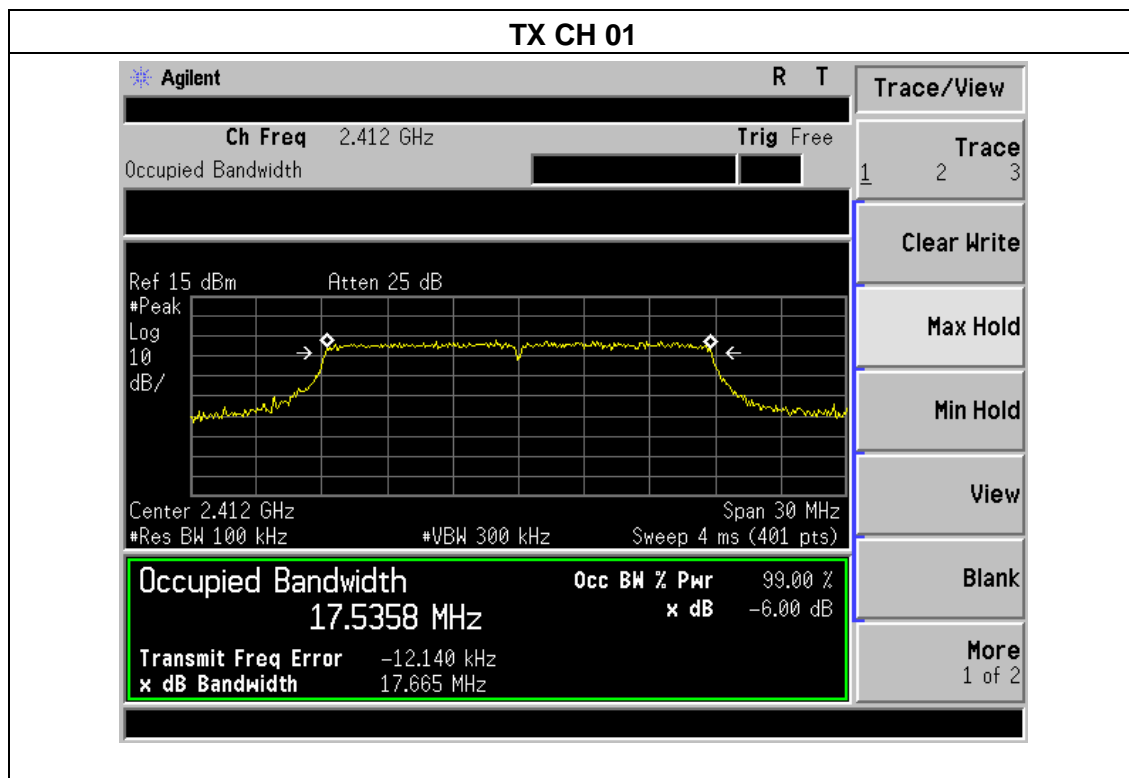 TX CH 01
Agilent R T
Trace/View
Ch Freq 2.412 GHz Trig Free
Occupied Bandwidth
Trace
1 2 3
Clear Write
Ref 15 dBm Atten 25 dB
#Peak
Log
10
dB/
Max Hold
Min Hold
View
Center 2.412 GHz Span 30 MHz
#Res BW 100 kHz #VBW 300 kHz Sweep 4 ms (401 pts)
Occupied Bandwidth Occ BW % Pwr 99.00 %
17.5358 MHz x dB -6.00 dB
Blank
Transmit Freq Error -12.140 kHz
x dB Bandwidth 17.665 MHz
More
1 of 2